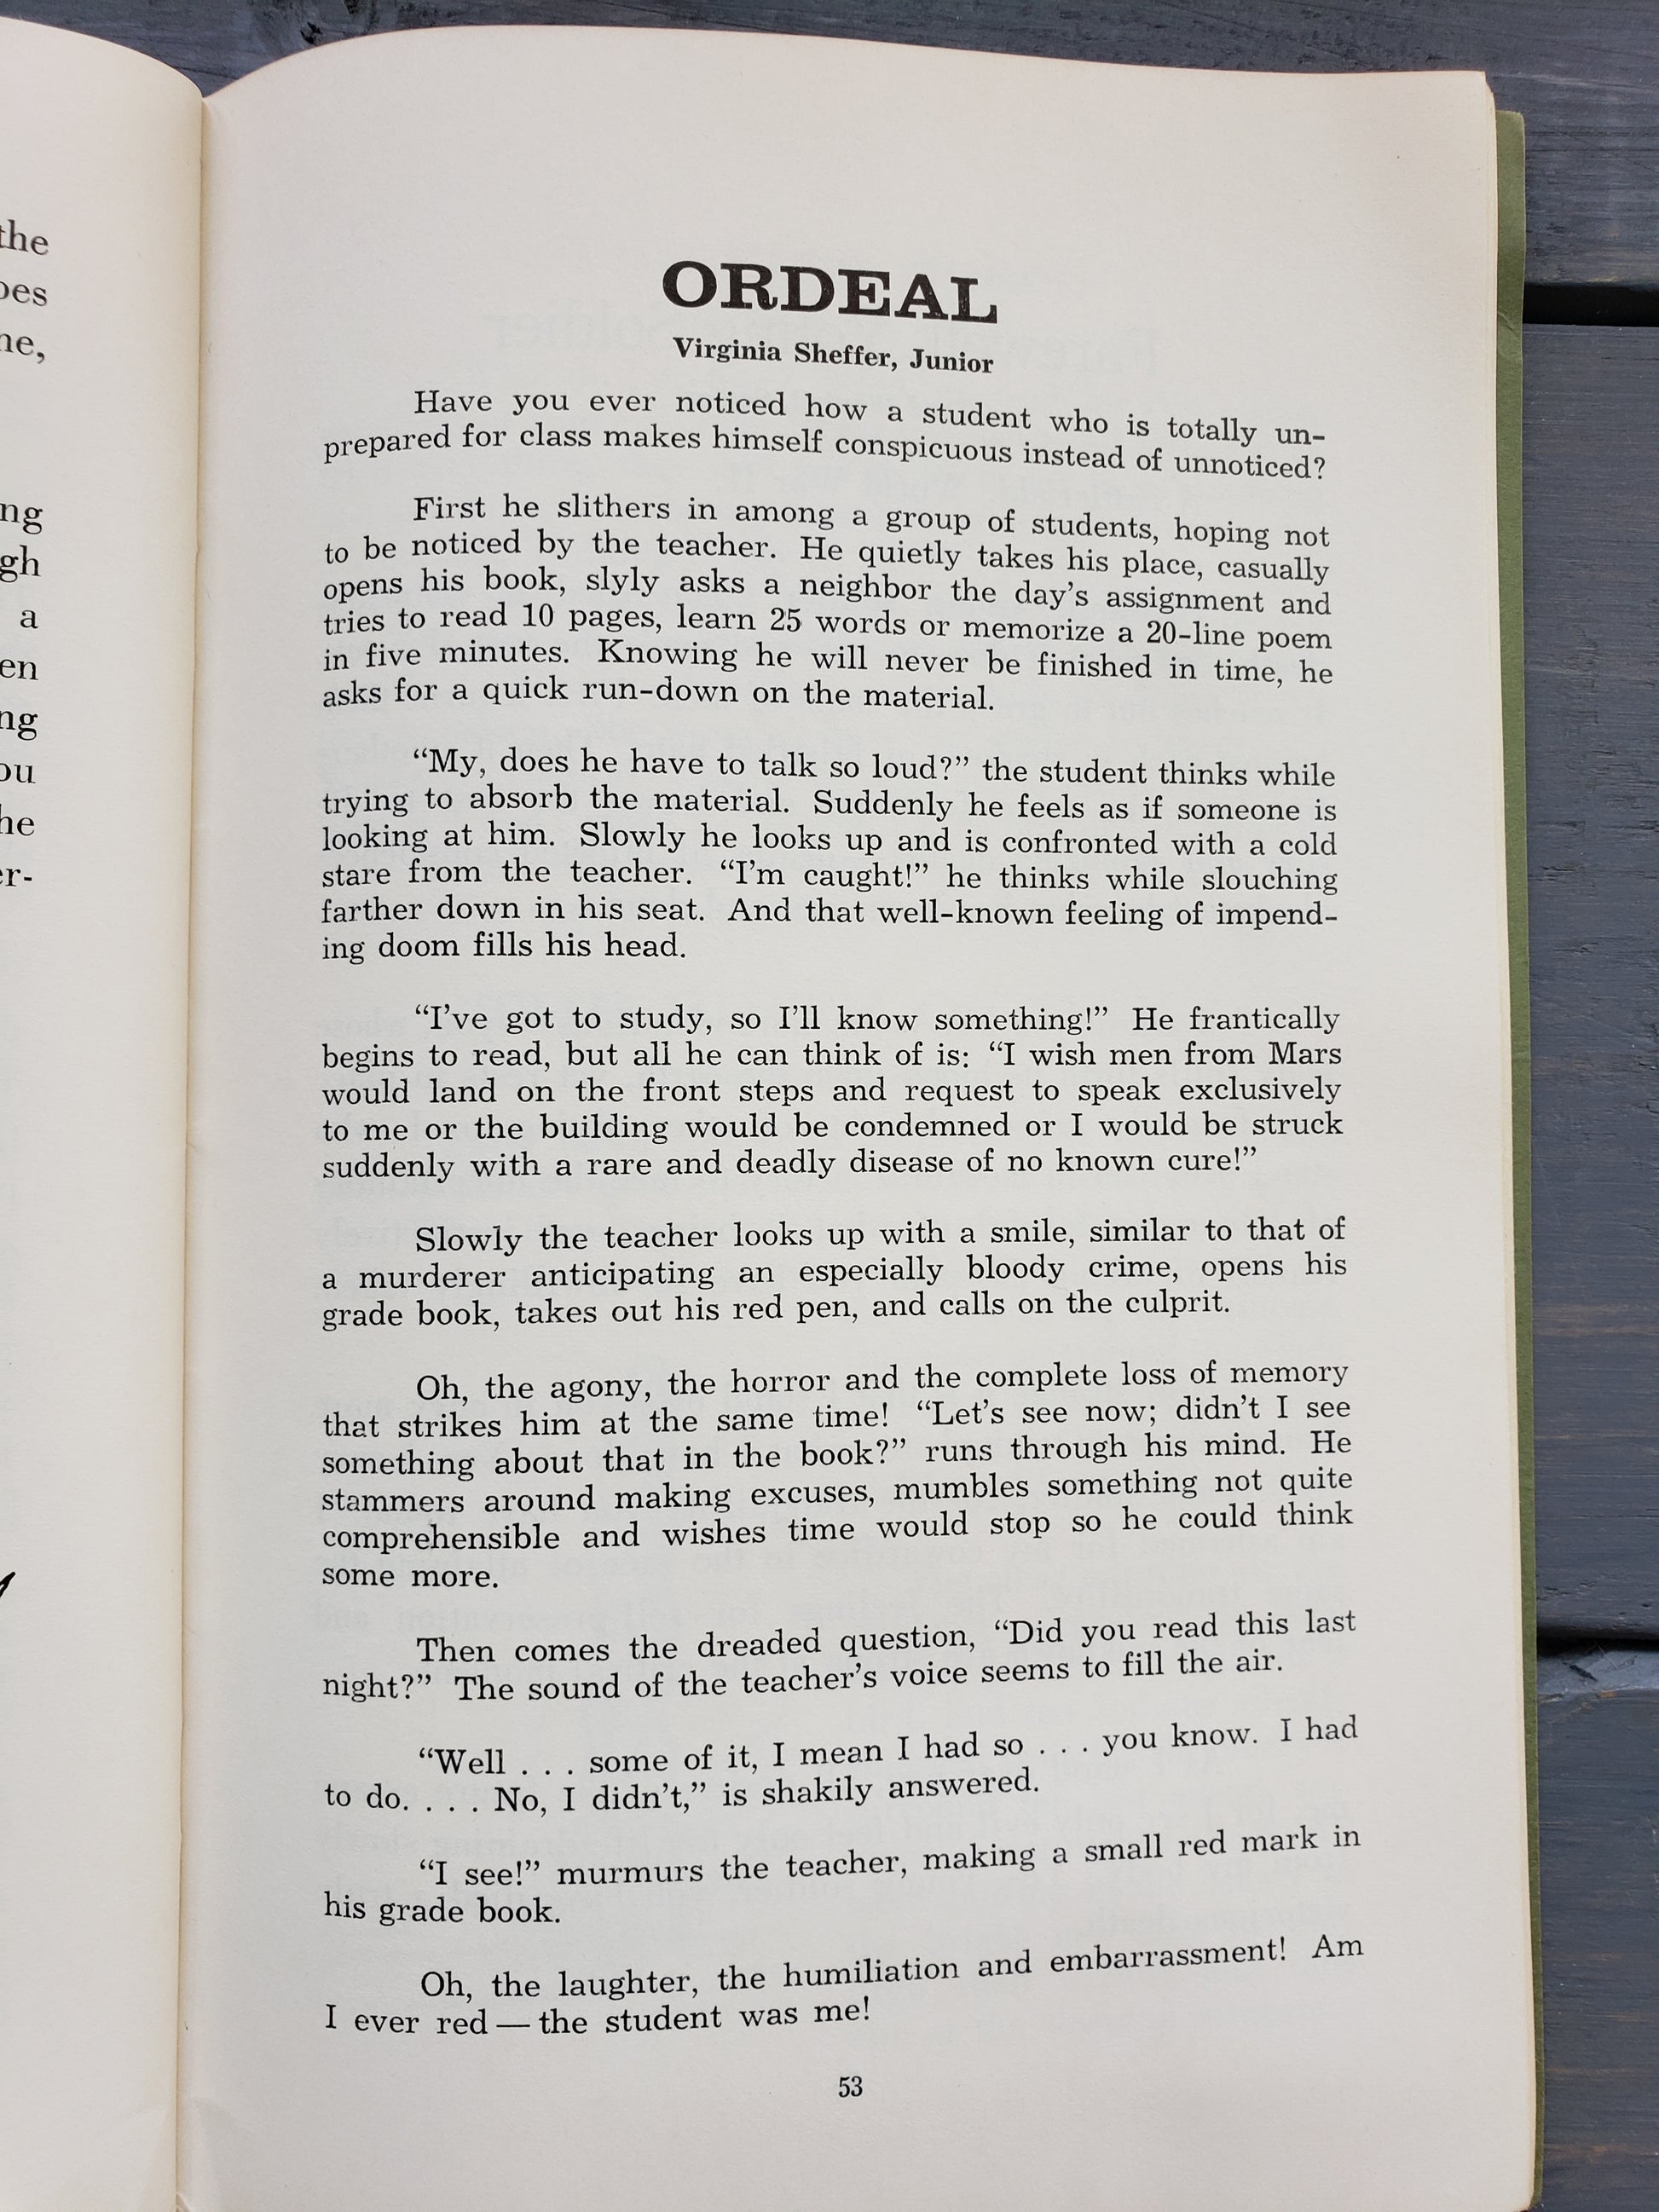 the
ne,
ng
gh
a
en
ng
ou
he
er-
ORDEAL
Virginia Sheffer, Junior
Have you ever noticed how a student who is totally un-
prepared for class makes himself conspicuous instead of unnoticed?
First he slithers in among a group of students, hoping not
to be noticed by the teacher. He quietly takes his place, casually
opens his book, slyly asks a neighbor the day's assignment and
tries to read 10 pages, learn 25 words or memorize a 20-line poem
in five minutes. Knowing he will never be finished in time, he
asks for a quick run-down on the material.
“My, does he have to talk so loud?” the student thinks while
trying to absorb the material. Suddenly he feels as if someone is
looking at him. Slowly he looks up and is confronted with a cold
stare from the teacher. “I'm caught!” he thinks while slouching
farther down in his seat. And that well-known feeling of impend-
ing doom fills his head.
“I've got to study, so I'll know something!” He frantically
begins to read, but all he can think of is: “I wish men from Mars
would land on the front steps and request to speak exclusively
to me or the building would be condemned or I would be struck
suddenly with a rare and deadly disease of no known cure!”
Slowly the teacher looks up with a smile, similar to that of
a murderer anticipating an especially bloody crime, opens his
grade book, takes out his red pen, and calls on the culprit.
Oh, the agony, the horror and the complete loss of memory
that strikes him at the same time! “Let's see now; didn't I see
something about that in the book?” runs through his mind. He
stammers around making excuses, mumbles something not quite
comprehensible and wishes time would stop so he could think
some more.
Then comes the dreaded question, “Did you read this last
night?” The sound of the teacher's voice seems to fill the air.
“Well . . . some of it, I mean I had so . . . you know. I had
to do. . . . No, I didn't,” is shakily answered.
“I see!” murmurs the teacher, making a small red mark in
his grade book.
Oh, the laughter, the humiliation and embarrassment! Am
I ever red — the student was me!
53